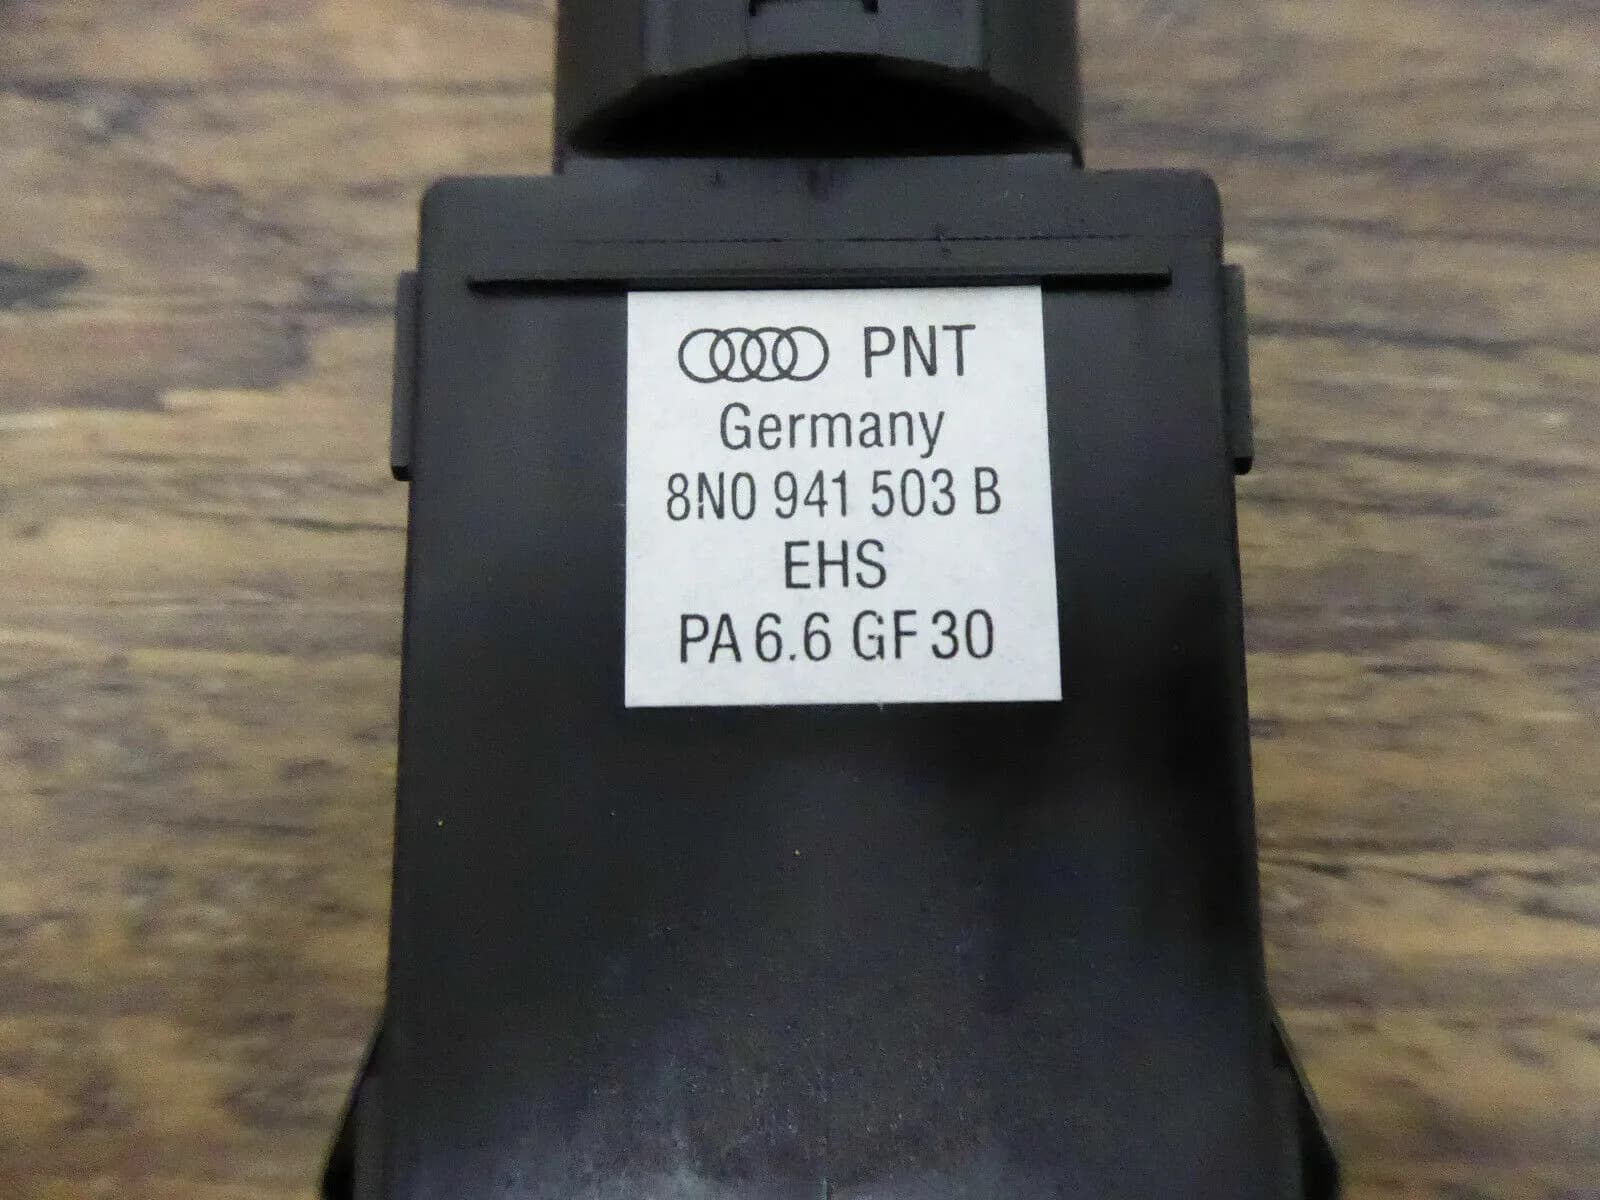 PNT
Germany
8N0 941 503 B
EHS
PA 6.6 GF 30